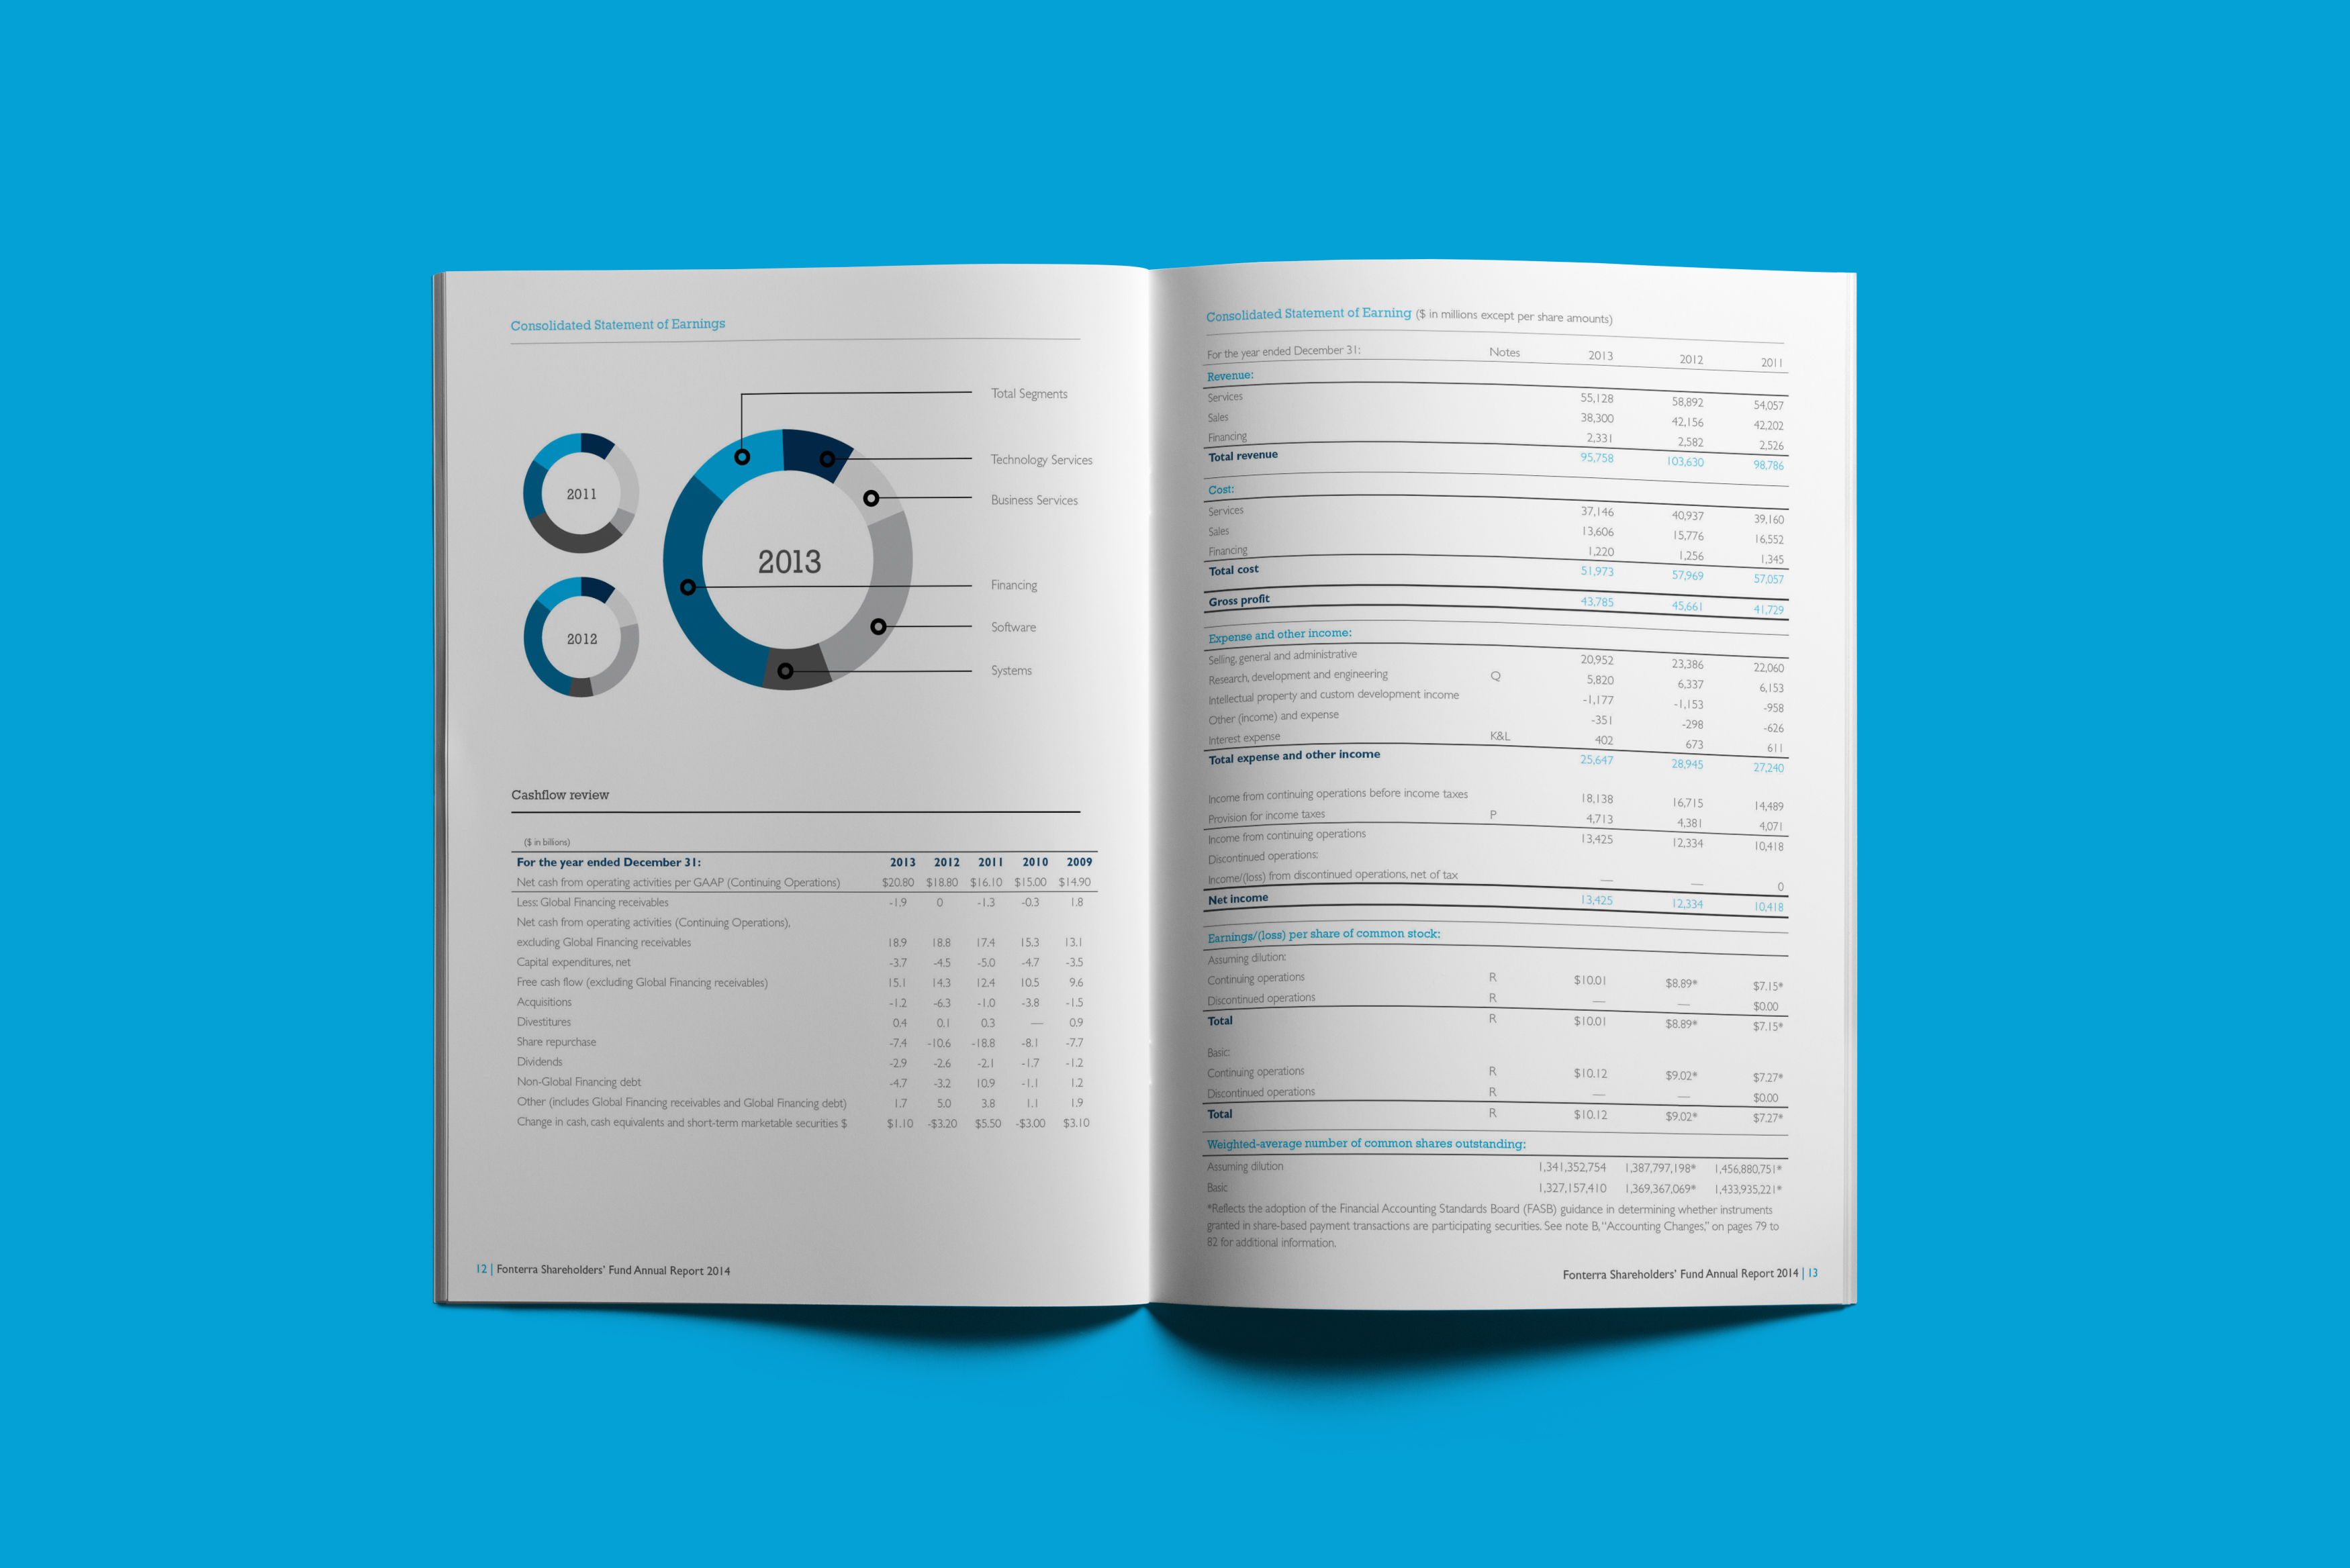 Consolidated Statement of Earnings
2011
2012
2013
Total Segments
Technology Services
Business Services
Financing
Software
Systems
Cashflow review
($ in billions)
For the year ended December 31: 2013 2012 2011 2010 2009
Net cash from operating activities per GAAP (Continuing Operations) $20.80 $18.80 $16.10 $15.00 $14.90
Less: Global Financing receivables -1.9 0 -1.3 -0.3 1.8
Net cash from operating activities (Continuing Operations),
excluding Global Financing receivables 18.9 18.8 17.4 15.3 13.1
Capital expenditures, net -3.7 -4.5 -5.0 -4.7 -3.5
Free cash flow (excluding Global Financing receivables) 15.1 14.3 12.4 10.5 9.6
Acquisitions -1.2 -6.3 -1.0 -3.8 -1.5
Divestitures 0.4 0.1 0.3 — 0.9
Share repurchase -7.4 -10.6 -18.8 -8.1 -7.7
Dividends -2.9 -2.6 -2.1 -1.7 -1.2
Non-Global Financing debt -4.7 -3.2 10.9 -1.1 1.2
Other (includes Global Financing receivables and Global Financing debt) 1.7 5.0 3.8 1.1 1.9
Change in cash, cash equivalents and short-term marketable securities $ $1.10 -$3.20 $5.50 -$3.00 $3.10
12 | Fonterra Shareholders' Fund Annual Report 2014
Consolidated Statement of Earning ($ in millions except per share amounts)
For the year ended December 31: Notes 2013 2012 2011
Revenue:
Services 55,128 58,892 54,057
Sales 38,300 42,156 42,202
Financing 2,331 2,582 2,526
Total revenue 95,758 103,630 98,786
Cost:
Services 37,146 40,937 39,160
Sales 13,606 15,776 16,552
Financing 1,220 1,256 1,345
Total cost 51,973 57,969 57,057
Gross profit 43,785 45,661 41,729
Expense and other income:
Selling, general and administrative 20,952 23,386 22,060
Research, development and engineering Q 5,820 6,337 6,153
Intellectual property and custom development income -1,177 -1,153 -958
Other (income) and expense -351 -298 -626
Interest expense K&L 402 673 611
Total expense and other income 25,647 28,945 27,240
Income from continuing operations before income taxes 18,138 16,715 14,489
Provision for income taxes P 4,713 4,381 4,071
Income from continuing operations 13,425 12,334 10,418
Discontinued operations:
Income/(loss) from discontinued operations, net of tax — — 0
Net income 13,425 12,334 10,418
Earnings/(loss) per share of common stock:
Assuming dilution:
Continuing operations R $10.01 $8.89* $7.15*
Discontinued operations R — — $0.00
Total R $10.01 $8.89* $7.15*
Basic:
Continuing operations R $10.12 $9.02* $7.27*
Discontinued operations R — — $0.00
Total R $10.12 $9.02* $7.27*
Weighted-average number of common shares outstanding:
Assuming dilution 1,341,352,754 1,387,797,198* 1,456,880,751*
Basic 1,327,157,410 1,369,367,069* 1,433,935,221*
*Reflects the adoption of the Financial Accounting Standards Board (FASB) guidance in determining whether instruments
granted in share-based payment transactions are participating securities. See note B, "Accounting Changes," on pages 79 to
82 for additional information.
Fonterra Shareholders' Fund Annual Report 2014 | 13